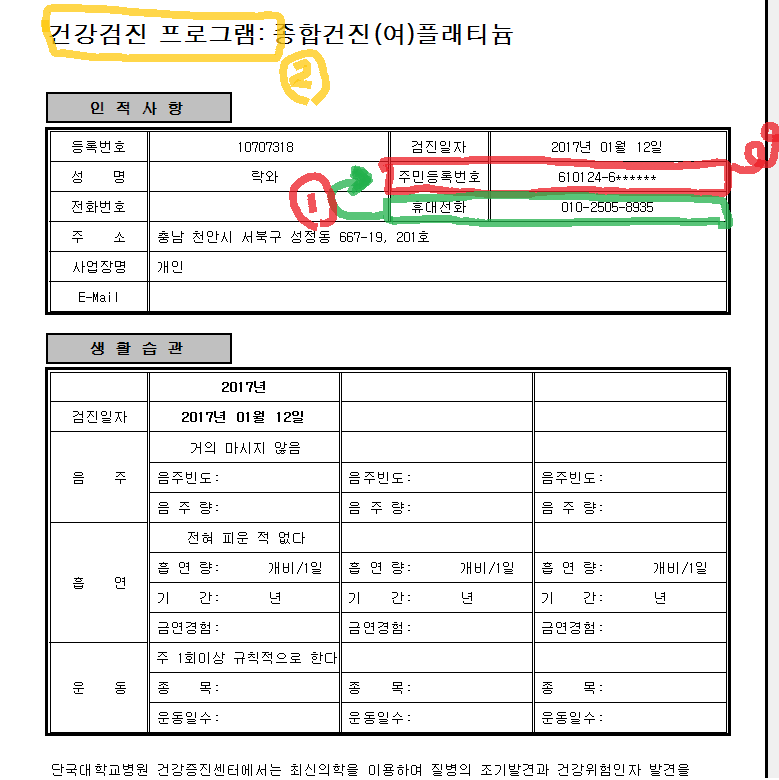 건강검진 프로그램: 종합건진(여)플래티늄
2
인 적 사 항
등록번호 10707318 검진일자 2017년 01월 12일
성 명 탁와 주민등록번호 610124-6******
1
전화번호 휴대전화 010-2505-8935
주 소 충남 천안시 서북구 성정동 667-19, 201호
사업장명 개인
E-Mail
생 활 습 관
2017년
검진일자 2017년 01월 12일
거의 마시지 않음
음 주 음주빈도: 음주빈도: 음주빈도:
음 주 량: 음 주 량: 음 주 량:
전혀 피운 적 없다
흡 연 흡 연 량: 개비/1일 흡 연 량: 개비/1일 흡 연 량: 개비/1일
기 간: 년 기 간: 년 기 간: 년
금연경험: 금연경험: 금연경험:
주 1회이상 규칙적으로 한다
운 동 종 목: 종 목: 종 목:
운동일수: 운동일수: 운동일수:
단국대학교병원 건강증진센터에서는 최신의학을 이용하여 질병의 조기발견과 건강위험인자 발견을